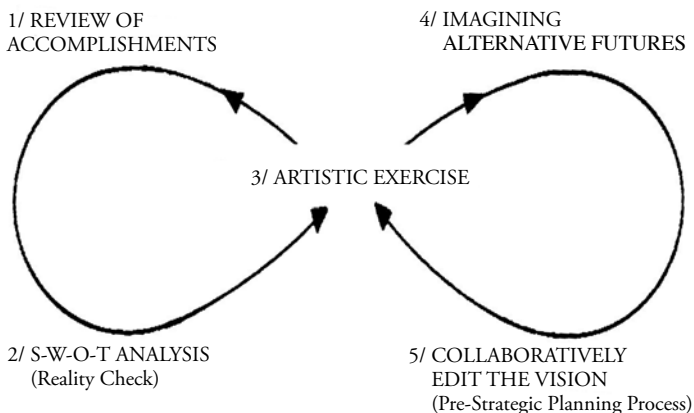 1/ REVIEW OF
ACCOMPLISHMENTS
4/ IMAGINING
ALTERNATIVE FUTURES
3/ ARTISTIC EXERCISE
2/ S-W-O-T ANALYSIS
(Reality Check)
5/ COLLABORATIVELY
EDIT THE VISION
(Pre-Strategic Planning Process)